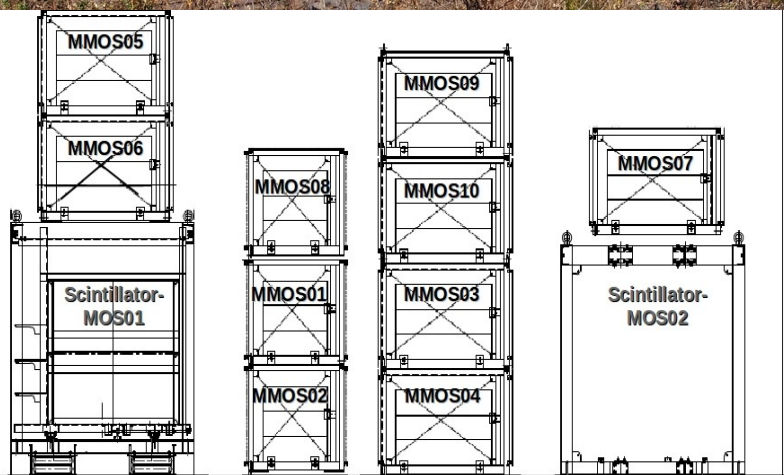 MMOS05
MMOS06
Scintillator-
MOS01
MMOS08
MMOS01
MMOS02
MMOS09
MMOS10
MMOS03
MMOS04
MMOS07
Scintillator-
MOS02